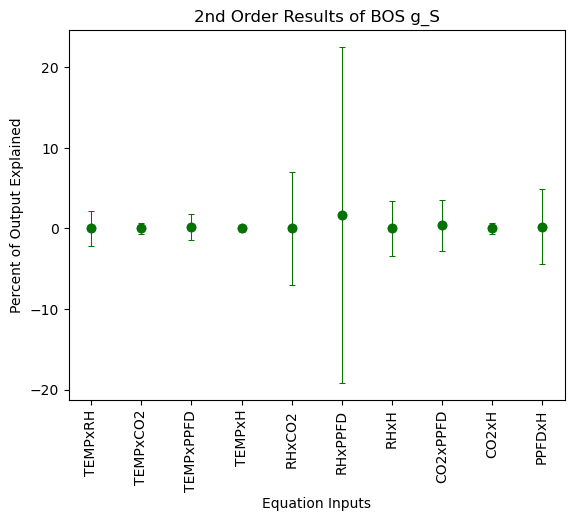 2nd Order Results of BOS g_S
Percent of Output Explained
20
10
0
−10
−20
TEMPxRH
TEMPxCO2
TEMPxPPFD
TEMPxH
RHxCO2
RHxPPFD
RHxH
CO2xPPFD
CO2xH
PPFDxH
Equation Inputs